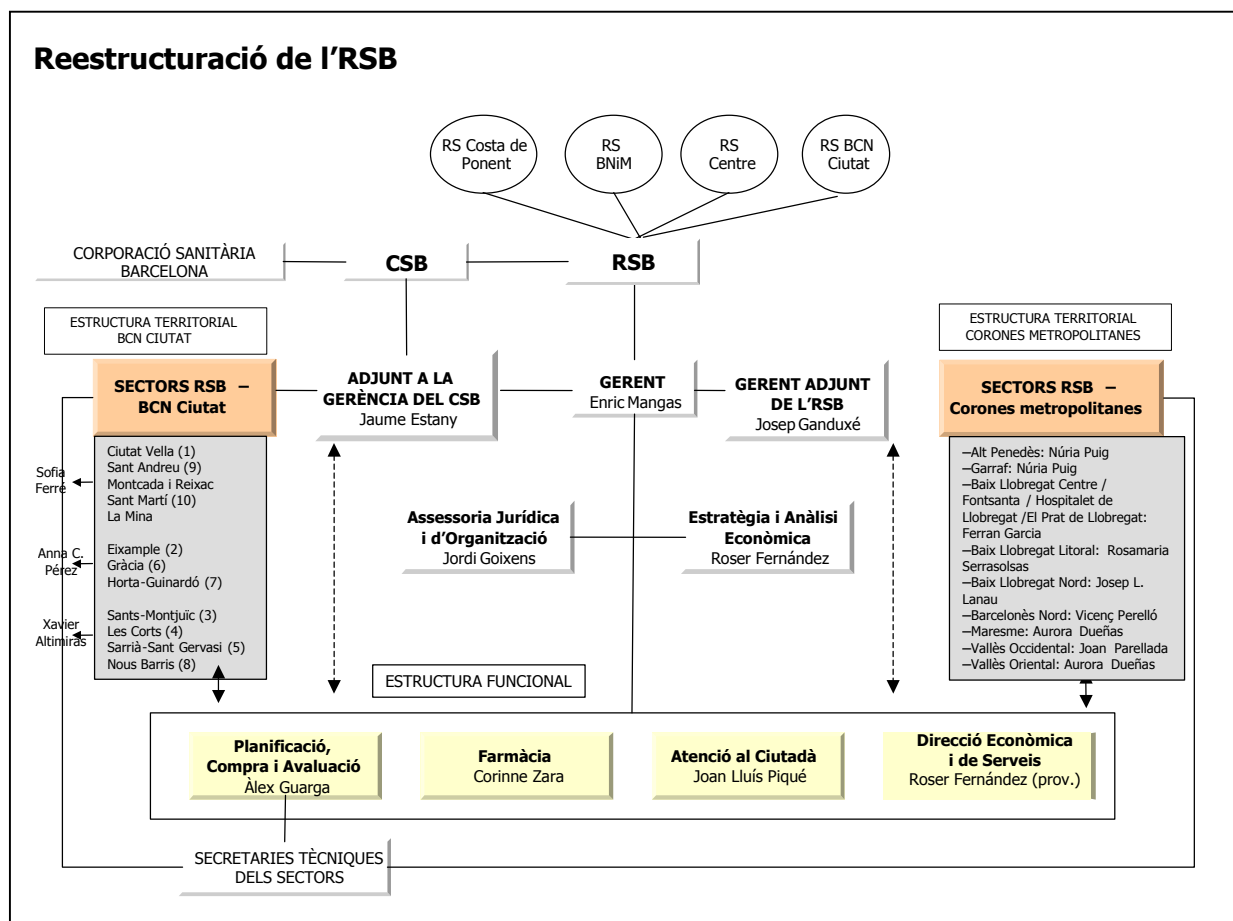 Reestructuració de l’RSB
RS Costa de
Ponent
RS
BNiM
RS
Centre
RS BCN
Ciutat
CORPORACIÓ SANITÀRIA
BARCELONA
CSB
RSB
ESTRUCTURA TERRITORIAL
BCN CIUTAT
ESTRUCTURA TERRITORIAL
CORONES METROPOLITANES
SECTORS RSB –
BCN Ciutat
ADJUNT A LA
GERÈNCIA DEL CSB
Jaume Estany
GERENT
Enric Mangas
GERENT ADJUNT
DE L’RSB
Josep Ganduxé
SECTORS RSB –
Corones metropolitanes
Sofia
Ferré
Ciutat Vella (1)
Sant Andreu (9)
Montcada i Reixac
Sant Martí (10)
La Mina
Anna C.
Pérez
Eixample (2)
Gràcia (6)
Horta-Guinardó (7)
Xavier
Altimiras
Sants-Montjuïc (3)
Les Corts (4)
Sarrià-Sant Gervasi (5)
Nous Barris (8)
Assessoria Jurídica
i d’Organització
Jordi Goixens
Estratègia i Anàlisi
Econòmica
Roser Fernández
–Alt Penedès: Núria Puig
–Garraf: Núria Puig
–Baix Llobregat Centre /
Fontsanta / Hospitalet de
Llobregat /El Prat de Llobregat:
Ferran Garcia
–Baix Llobregat Litoral: Rosamaria
Serrasolsas
–Baix Llobregat Nord: Josep L.
Lanau
–Barcelonès Nord: Vicenç Perelló
–Maresme: Aurora Dueñas
–Vallès Occidental: Joan Parellada
–Vallès Oriental: Aurora Dueñas
ESTRUCTURA FUNCIONAL
Planificació,
Compra i Avaluació
Àlex Guarga
Farmàcia
Corinne Zara
Atenció al Ciutadà
Joan Lluís Piqué
Direcció Econòmica
i de Serveis
Roser Fernández (prov.)
SECRETARIES TÈCNIQUES
DELS SECTORS